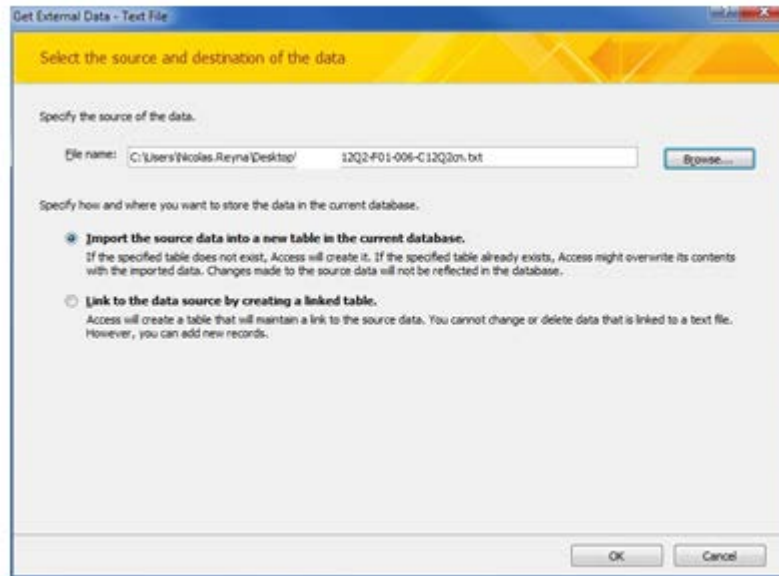 Get External Data - Text File
Select the source and destination of the data
Specify the source of the data.
File name: C:\Users\Nicolas.Reyna\Desktop\ 12Q2-F01-006-C12Q2cn.txt Browse...
Specify how and where you want to store the data in the current database.
Import the source data into a new table in the current database.
If the specified table does not exist, Access will create it. If the specified table already exists, Access might overwrite its contents
with the imported data. Changes made to the source data will not be reflected in the database.
Link to the data source by creating a linked table.
Access will create a table that will maintain a link to the source data. You cannot change or delete data that is linked to a text file.
However, you can add new records.
OK Cancel